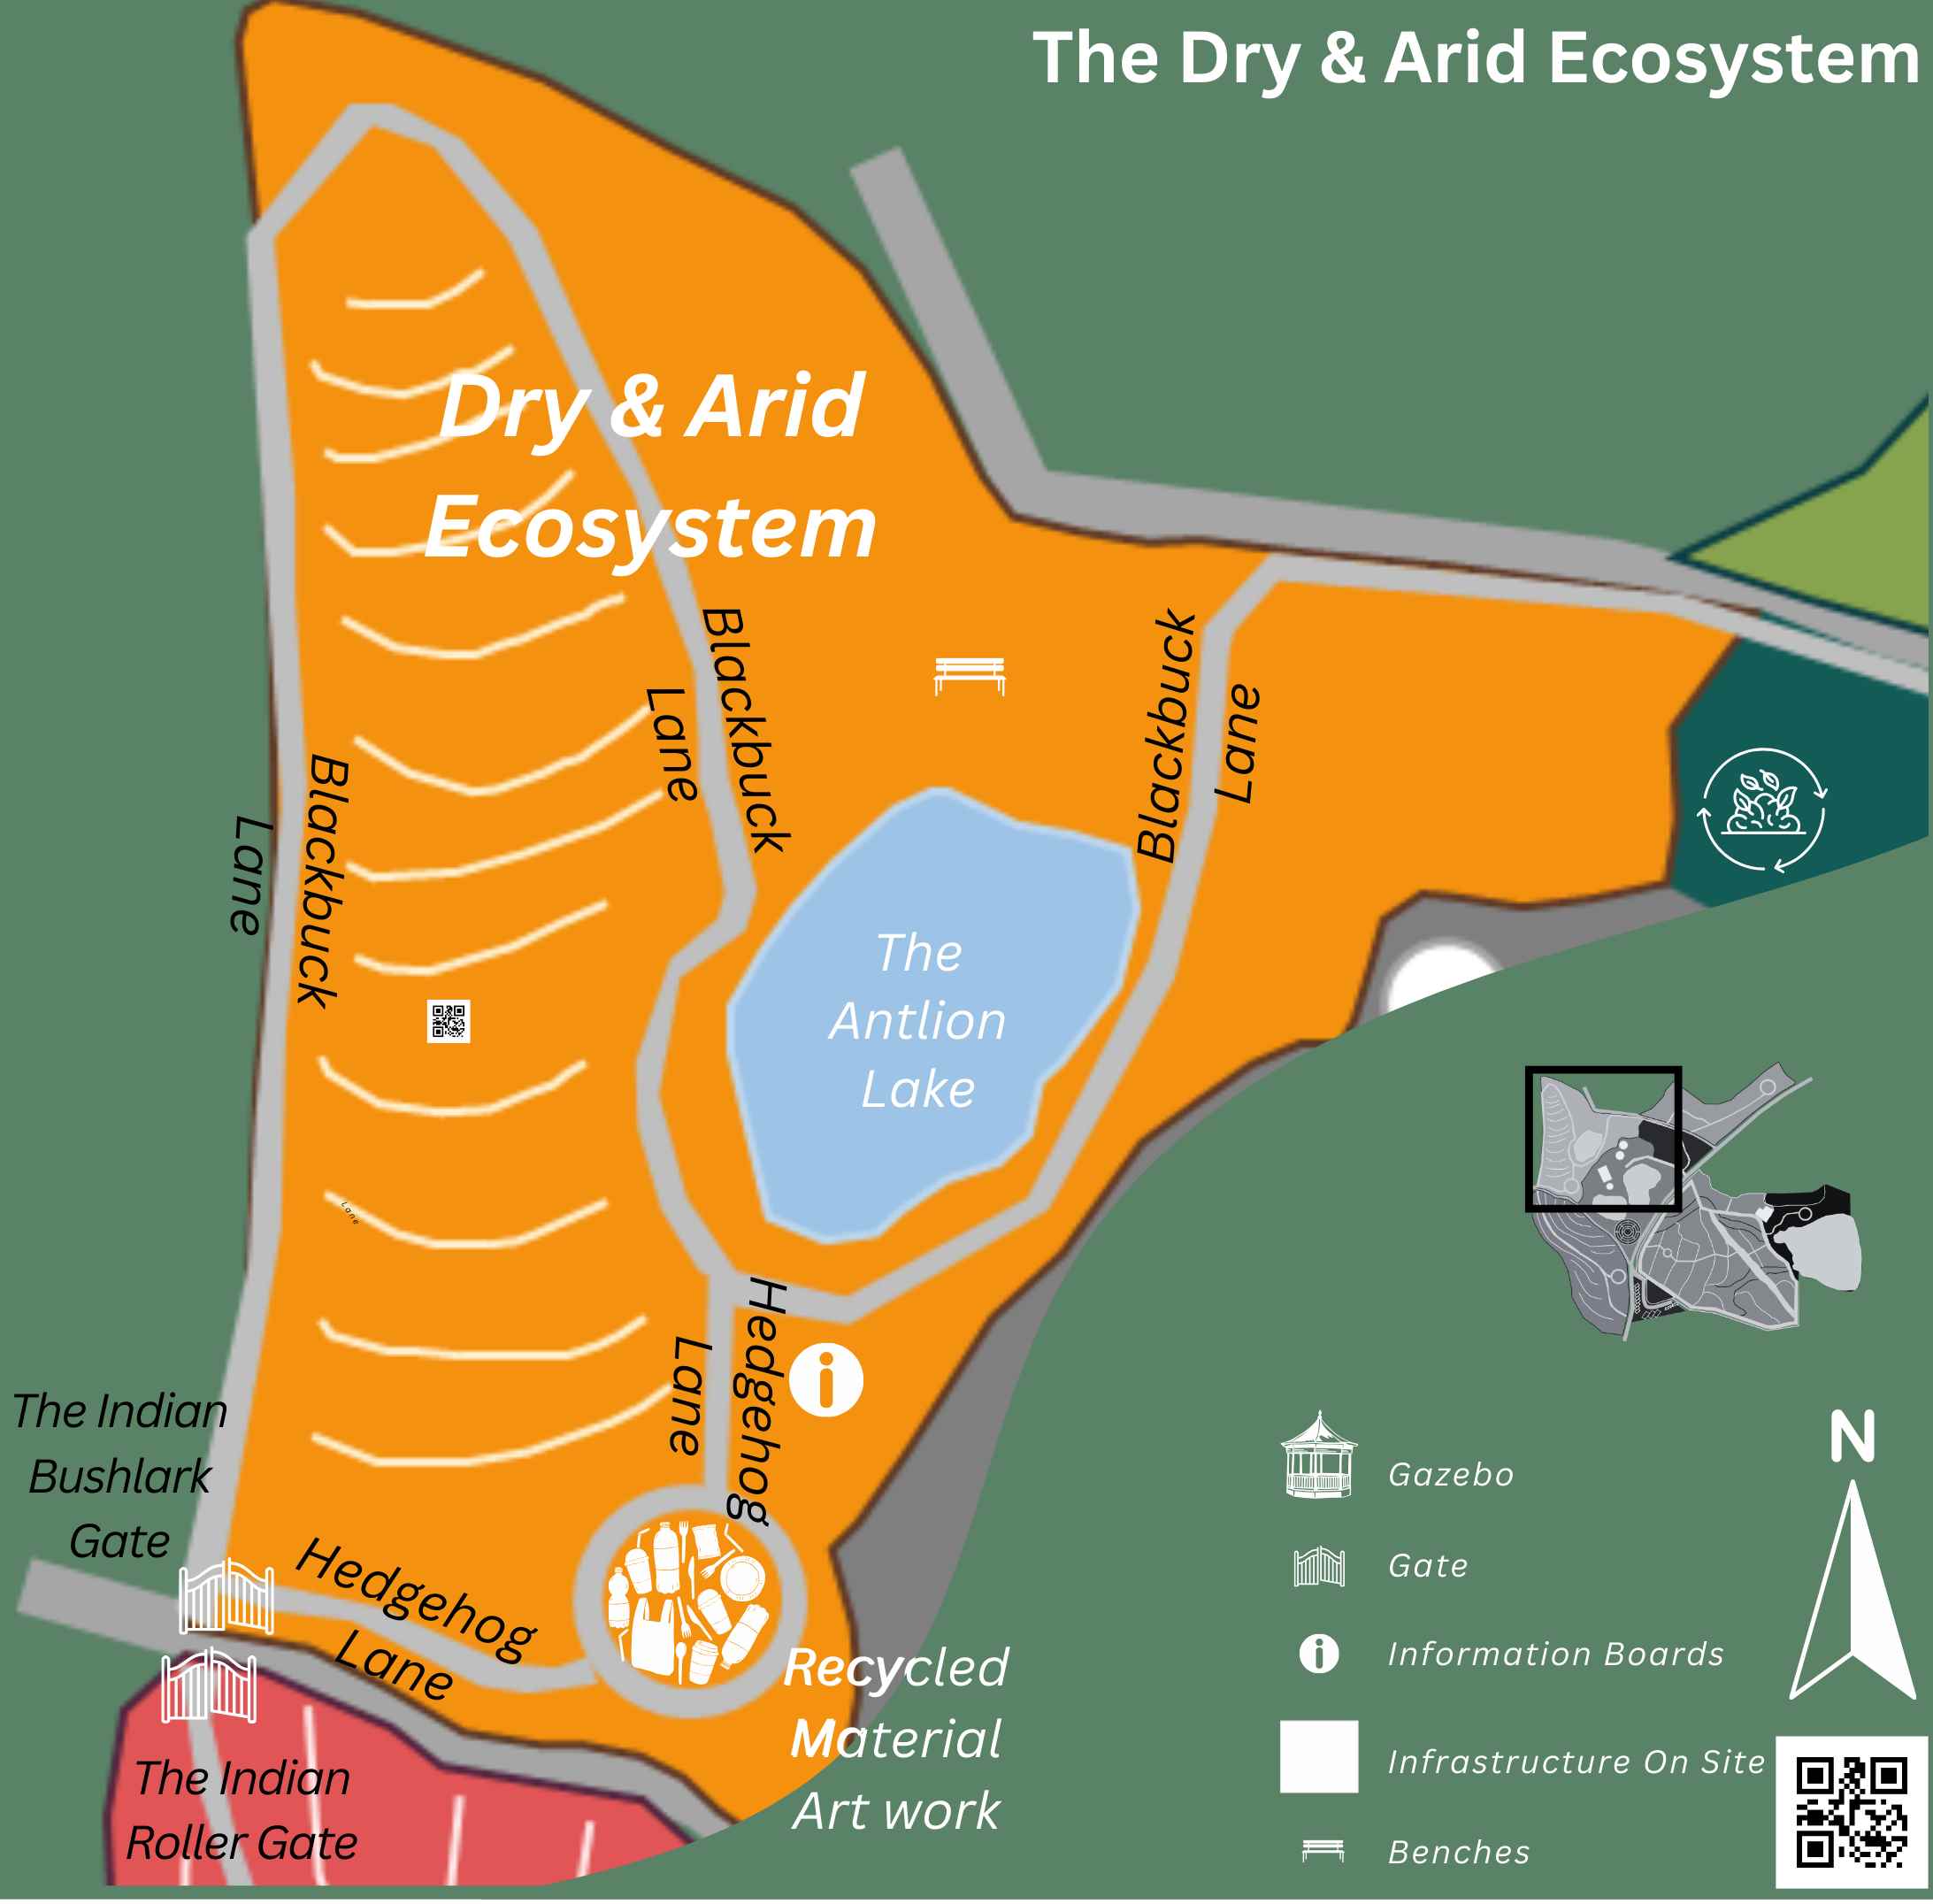 The Dry & Arid Ecosystem
Dry & Arid
Ecosystem
Blackbuck
Lane
Blackbuck
Lane
Blackbuck
Lane
The
Antlion
Lake
Lane
Hedgehog
Lane
The Indian
Bushlark
Gate
Hedgehog
Lane
Recycled
Material
Art work
The Indian
Roller Gate
N
Gazebo
Gate
Information Boards
Infrastructure On Site
Benches